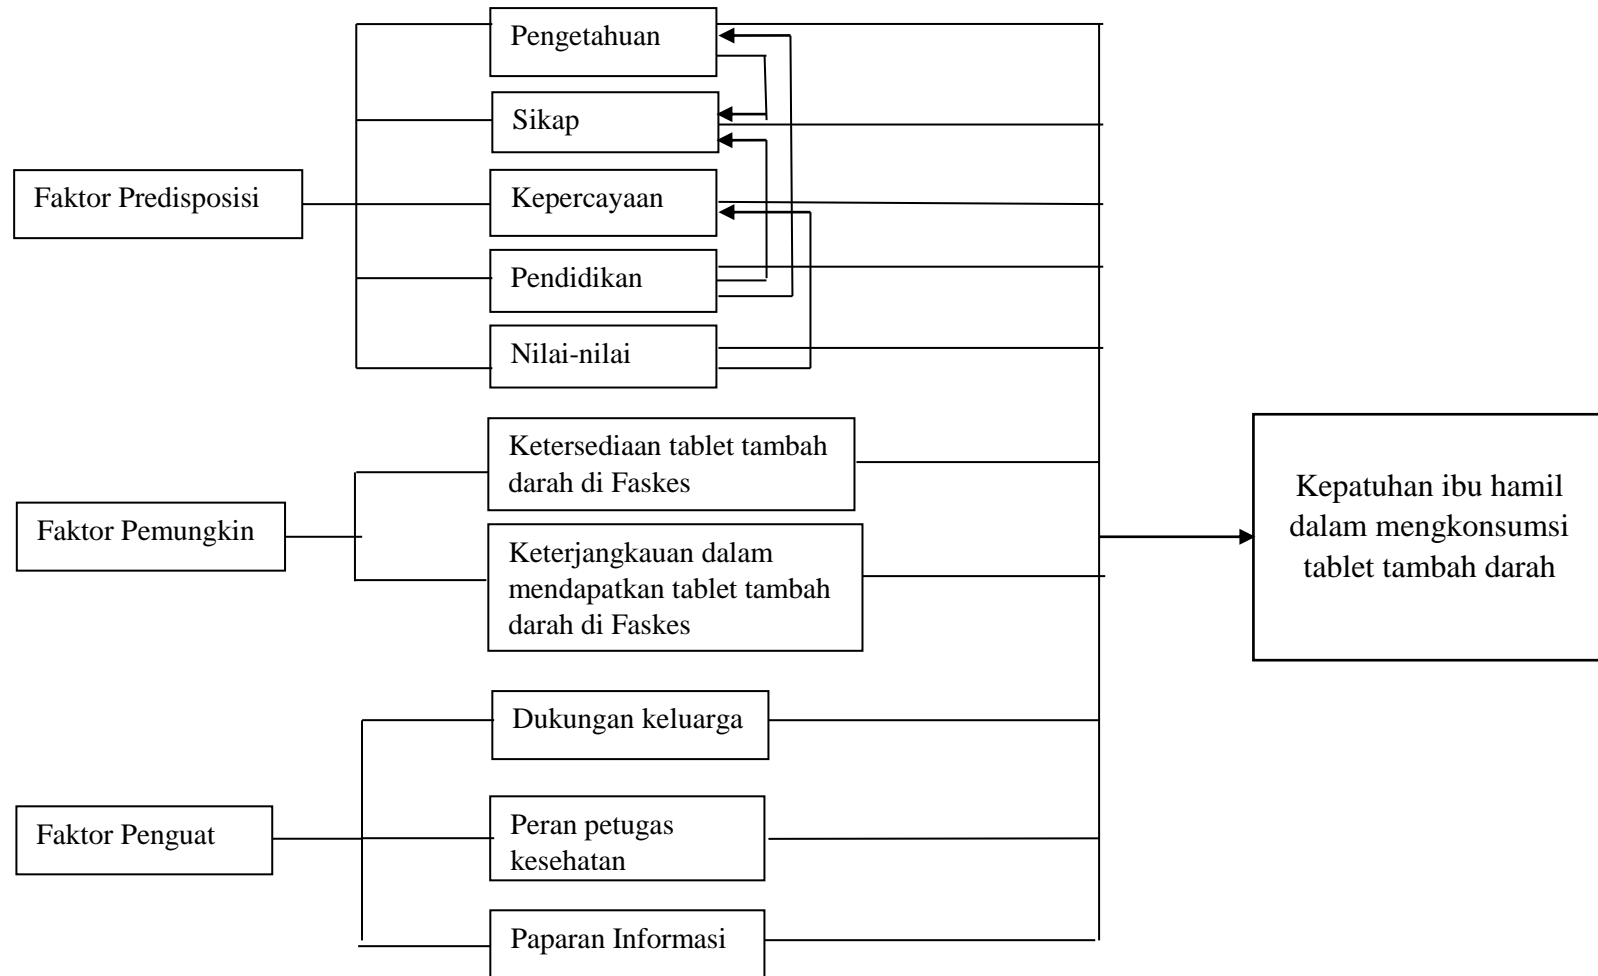 Pengetahuan
Sikap
Faktor Predisposisi
Kepercayaan
Pendidikan
Nilai-nilai
Ketersediaan tablet tambah
darah di Faskes
Faktor Pemungkin
Keterjangkauan dalam
mendapatkan tablet tambah
darah di Faskes
Dukungan keluarga
Faktor Penguat
Peran petugas
kesehatan
Paparan Informasi
Kepatuhan ibu hamil
dalam mengkonsumsi
tablet tambah darah